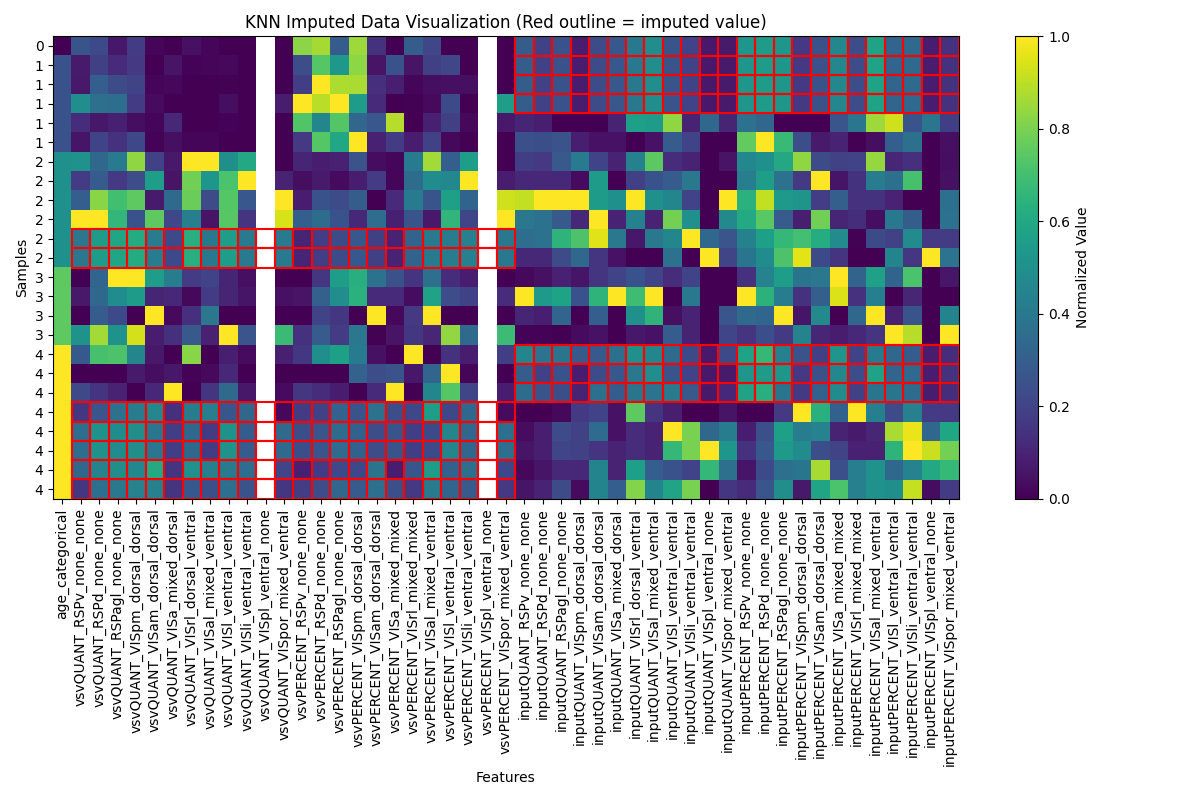 KNN Imputed Data Visualization (Red outline = imputed value)
Samples
0
1
1
1
1
1
2
2
2
2
2
2
3
3
3
3
4
4
4
4
4
4
4
4
age_categorical
vsvQUANT_RSPv_none_none
vsvQUANT_RSPd_none_none
vsvQUANT_RSPagl_none_none
vsvQUANT_VISpm_dorsal_dorsal
vsvQUANT_VISam_dorsal_dorsal
vsvQUANT_VISa_mixed_dorsal
vsvQUANT_VISrl_dorsal_ventral
vsvQUANT_VISal_mixed_ventral
vsvQUANT_VISl_ventral_ventral
vsvQUANT_VISli_ventral_ventral
vsvQUANT_VISpl_ventral_none
vsvQUANT_VISpor_mixed_ventral
vsvPERCENT_RSPv_none_none
vsvPERCENT_RSPd_none_none
vsvPERCENT_RSPagl_none_none
vsvPERCENT_VISpm_dorsal_dorsal
vsvPERCENT_VISam_dorsal_dorsal
vsvPERCENT_VISa_mixed_mixed
vsvPERCENT_VISrl_mixed_mixed
vsvPERCENT_VISal_mixed_ventral
vsvPERCENT_VISl_ventral_ventral
vsvPERCENT_VISli_ventral_ventral
vsvPERCENT_VISpl_ventral_none
vsvPERCENT_VISpor_mixed_ventral
inputQUANT_RSPv_none_none
inputQUANT_RSPd_none_none
inputQUANT_RSPagl_none_none
inputQUANT_VISpm_dorsal_dorsal
inputQUANT_VISam_dorsal_dorsal
inputQUANT_VISa_mixed_dorsal
inputQUANT_VISrl_dorsal_ventral
inputQUANT_VISal_mixed_ventral
inputQUANT_VISl_ventral_ventral
inputQUANT_VISli_ventral_ventral
inputQUANT_VISpl_ventral_none
inputQUANT_VISpor_mixed_ventral
inputPERCENT_RSPv_none_none
inputPERCENT_RSPd_none_none
inputPERCENT_RSPagl_none_none
inputPERCENT_VISpm_dorsal_dorsal
inputPERCENT_VISam_dorsal_dorsal
inputPERCENT_VISa_mixed_mixed
inputPERCENT_VISrl_mixed_mixed
inputPERCENT_VISal_mixed_ventral
inputPERCENT_VISl_ventral_ventral
inputPERCENT_VISli_ventral_ventral
inputPERCENT_VISpl_ventral_none
inputPERCENT_VISpor_mixed_ventral
Features
1.0
0.8
0.6
0.4
0.2
0.0
Normalized Value